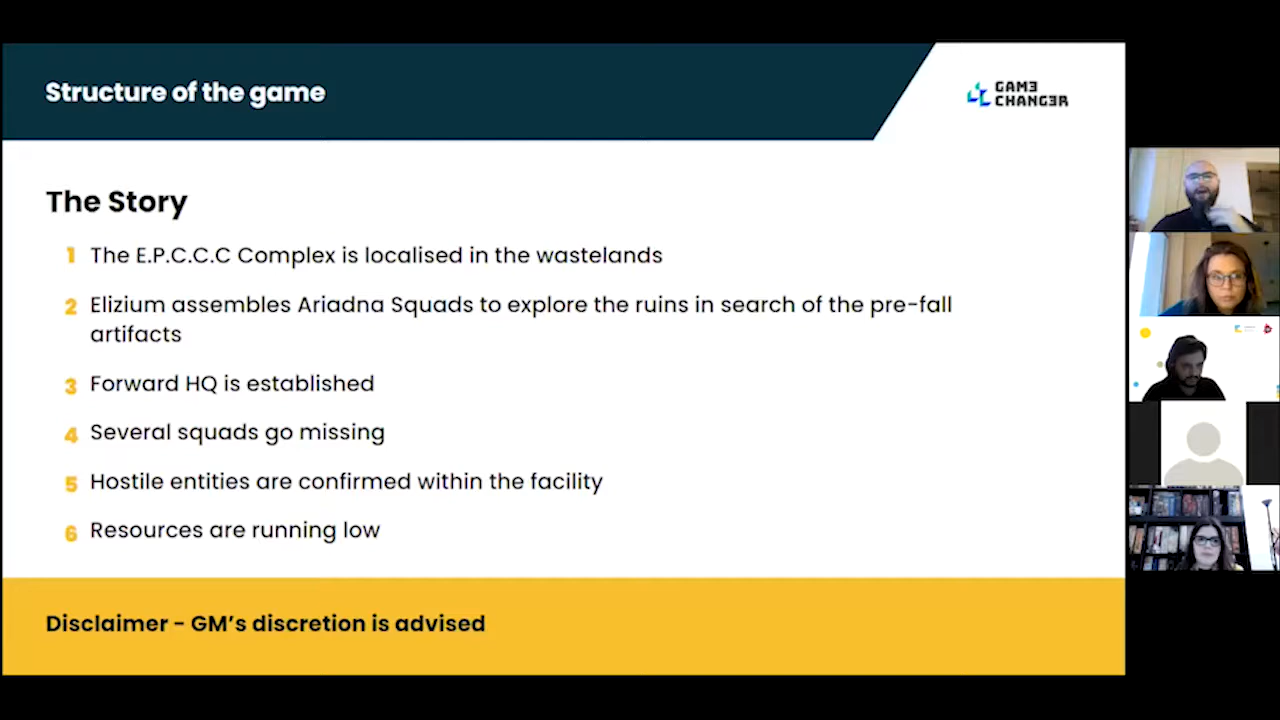 Structure of the game
GAMƎ
CHANGƎR
The Story
1 The E.P.C.C.C Complex is localised in the wastelands
2 Elizium assembles Ariadna Squads to explore the ruins in search of the pre-fall
artifacts
3 Forward HQ is established
4 Several squads go missing
5 Hostile entities are confirmed within the facility
6 Resources are running low
Disclaimer - GM’s discretion is advised